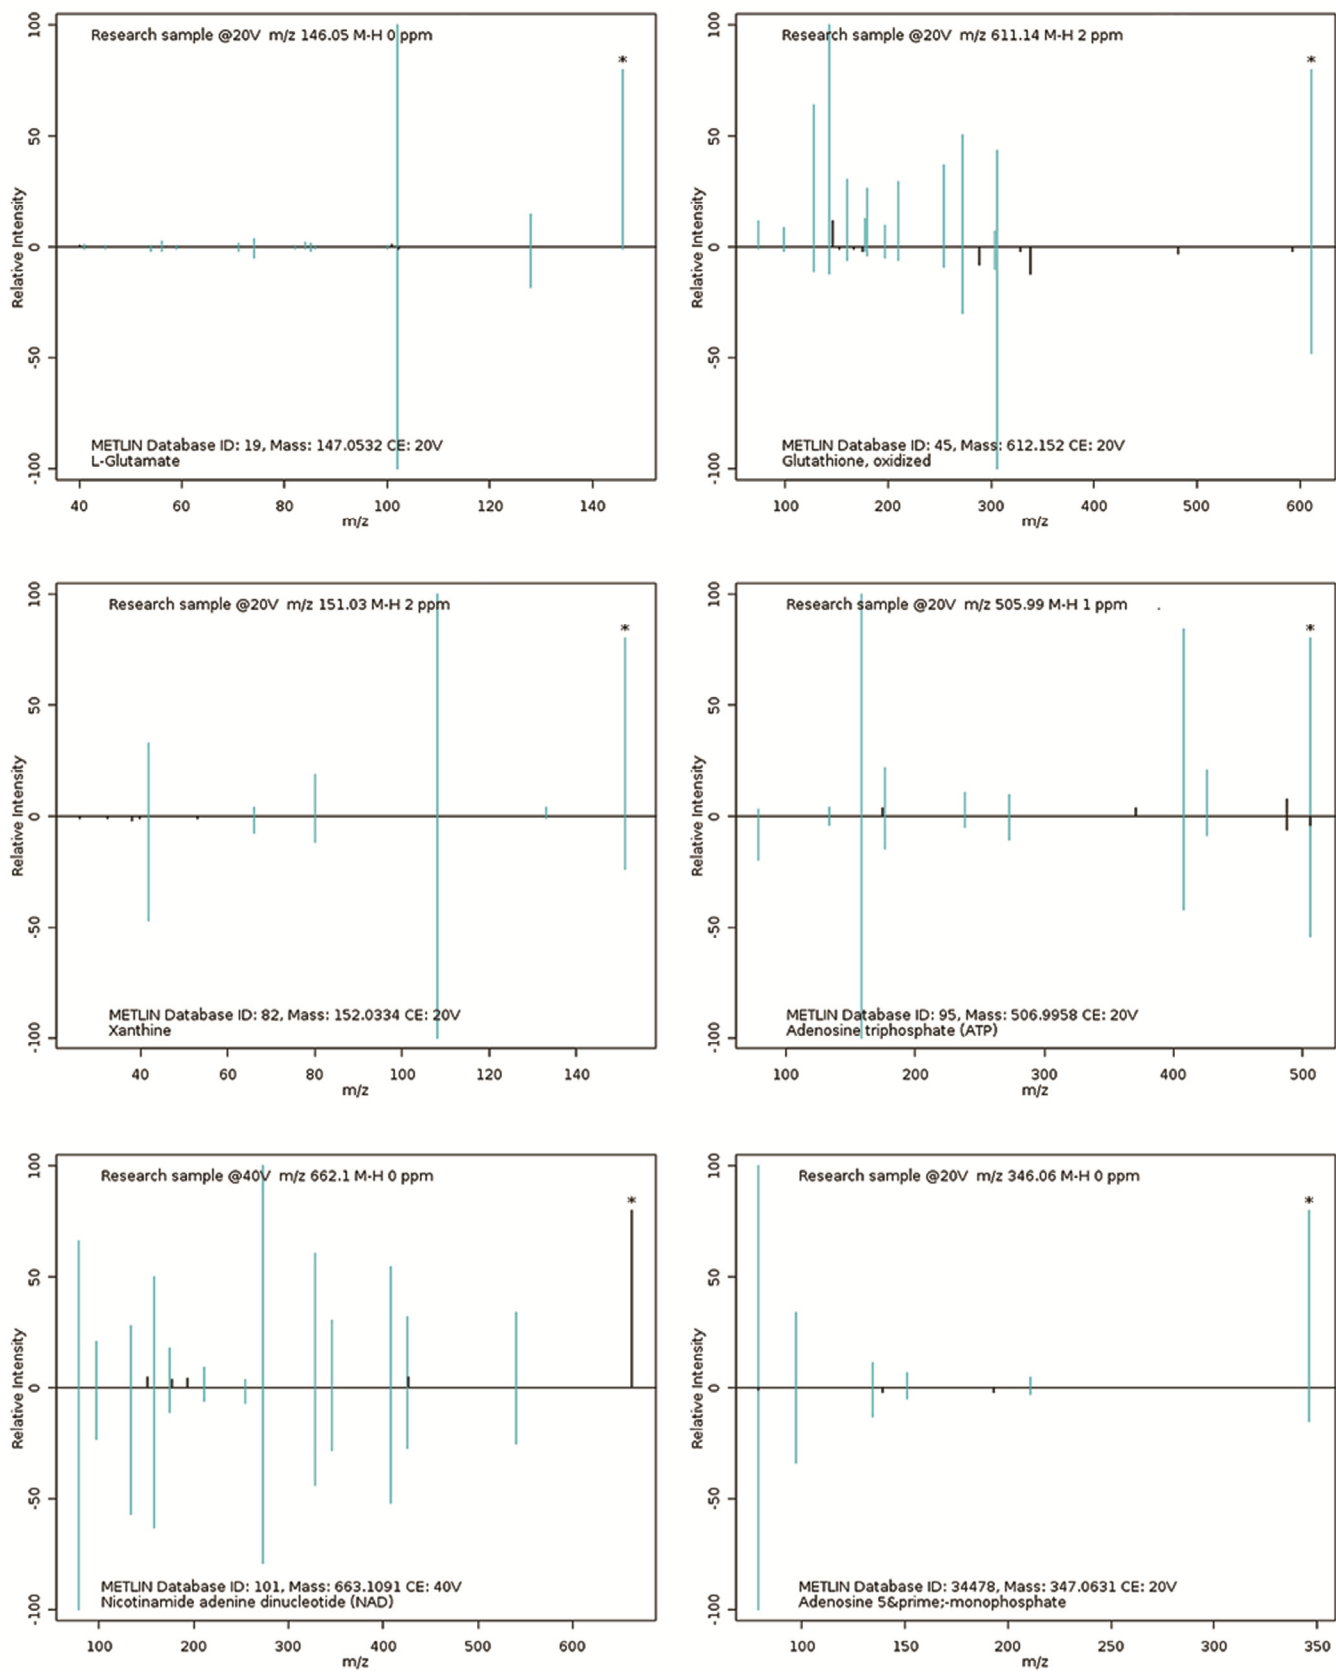 Research sample @20V m/z 146.05 M-H 0 ppm
*
100
50
0
-50
-100
Relative Intensity
METLIN Database ID: 19, Mass: 147.0532 CE: 20V
L-Glutamate
40 60 80 100 120 140
m/z
Research sample @20V m/z 611.14 M-H 2 ppm
*
100
50
0
-50
-100
Relative Intensity
METLIN Database ID: 45, Mass: 612.152 CE: 20V
Glutathione, oxidized
100 200 300 400 500 600
m/z
Research sample @20V m/z 151.03 M-H 2 ppm
*
100
50
0
-50
-100
Relative Intensity
METLIN Database ID: 82, Mass: 152.0334 CE: 20V
Xanthine
40 60 80 100 120 140
m/z
Research sample @20V m/z 505.99 M-H 1 ppm
*
100
50
0
-50
-100
Relative Intensity
METLIN Database ID: 95, Mass: 506.9958 CE: 20V
Adenosine triphosphate (ATP)
100 200 300 400 500
m/z
Research sample @40V m/z 662.1 M-H 0 ppm
*
100
50
0
-50
-100
Relative Intensity
METLIN Database ID: 101, Mass: 663.1091 CE: 40V
Nicotinamide adenine dinucleotide (NAD)
100 200 300 400 500 600
m/z
Research sample @20V m/z 346.06 M-H 0 ppm
*
100
50
0
-50
-100
Relative Intensity
METLIN Database ID: 34478, Mass: 347.0631 CE: 20V
Adenosine 5&prime;-monophosphate
100 150 200 250 300 350
m/z